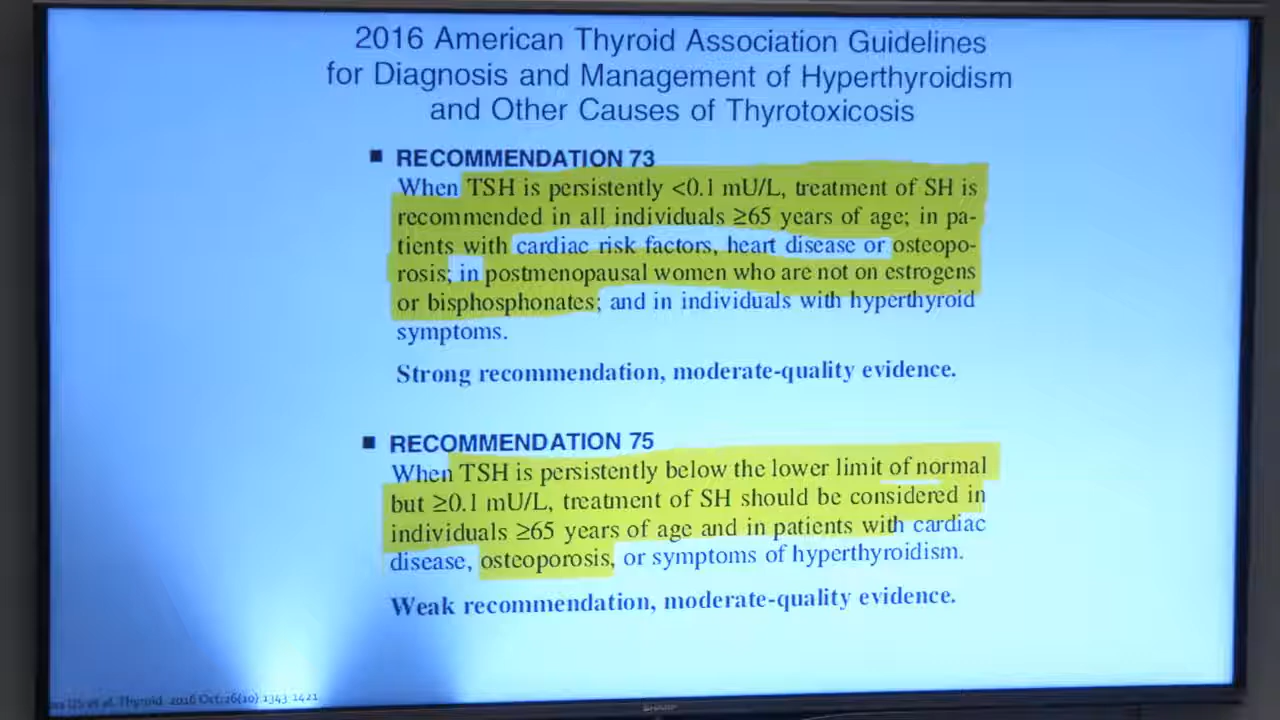 2016 American Thyroid Association Guidelines
for Diagnosis and Management of Hyperthyroidism
and Other Causes of Thyrotoxicosis
■ RECOMMENDATION 73
When TSH is persistently <0.1 mU/L, treatment of SH is
recommended in all individuals ≥65 years of age; in pa-
tients with cardiac risk factors, heart disease or osteopo-
rosis; in postmenopausal women who are not on estrogens
or bisphosphonates; and in individuals with hyperthyroid
symptoms.
Strong recommendation, moderate-quality evidence.
■ RECOMMENDATION 75
When TSH is persistently below the lower limit of normal
but ≥0.1 mU/L, treatment of SH should be considered in
individuals ≥65 years of age and in patients with cardiac
disease, osteoporosis, or symptoms of hyperthyroidism.
Weak recommendation, moderate-quality evidence.
DS et al. Thyroid. 2016 Oct;26(10):1343-1421
SHARP